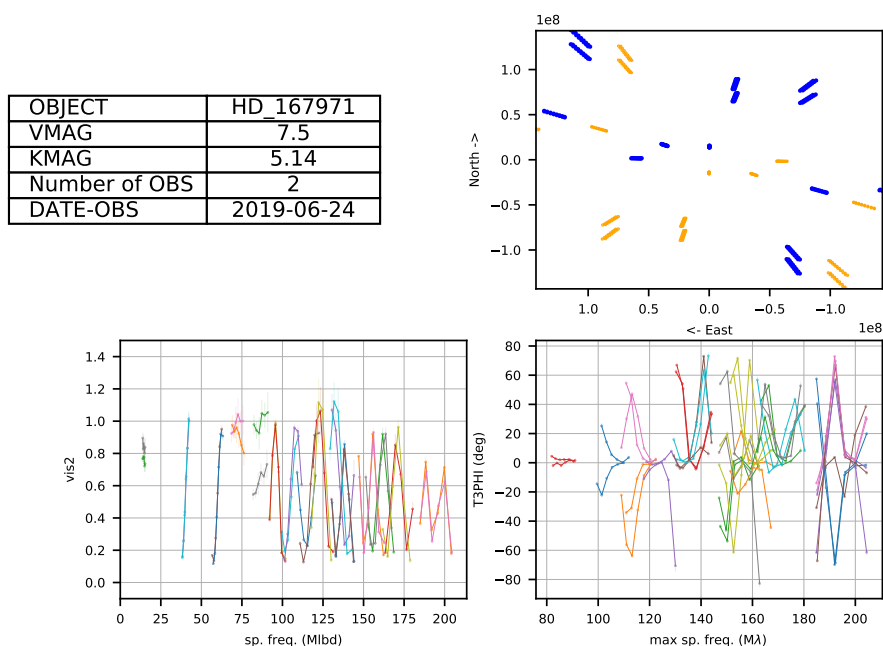 OBJECT HD_167971
VMAG 7.5
KMAG 5.14
Number of OBS 2
DATE-OBS 2019-06-24
1e8
North ->
1.0
0.5
0.0
−0.5
−1.0
1.0 0.5 0.0 −0.5 −1.0
<- East
1e8
vis2
1.4
1.2
1.0
0.8
0.6
0.4
0.2
0.0
0 25 50 75 100 125 150 175 200
sp. freq. (Mlbd)
T3PHI (deg)
80
60
40
20
0
−20
−40
−60
−80
80 100 120 140 160 180 200
max sp. freq. (Mλ)